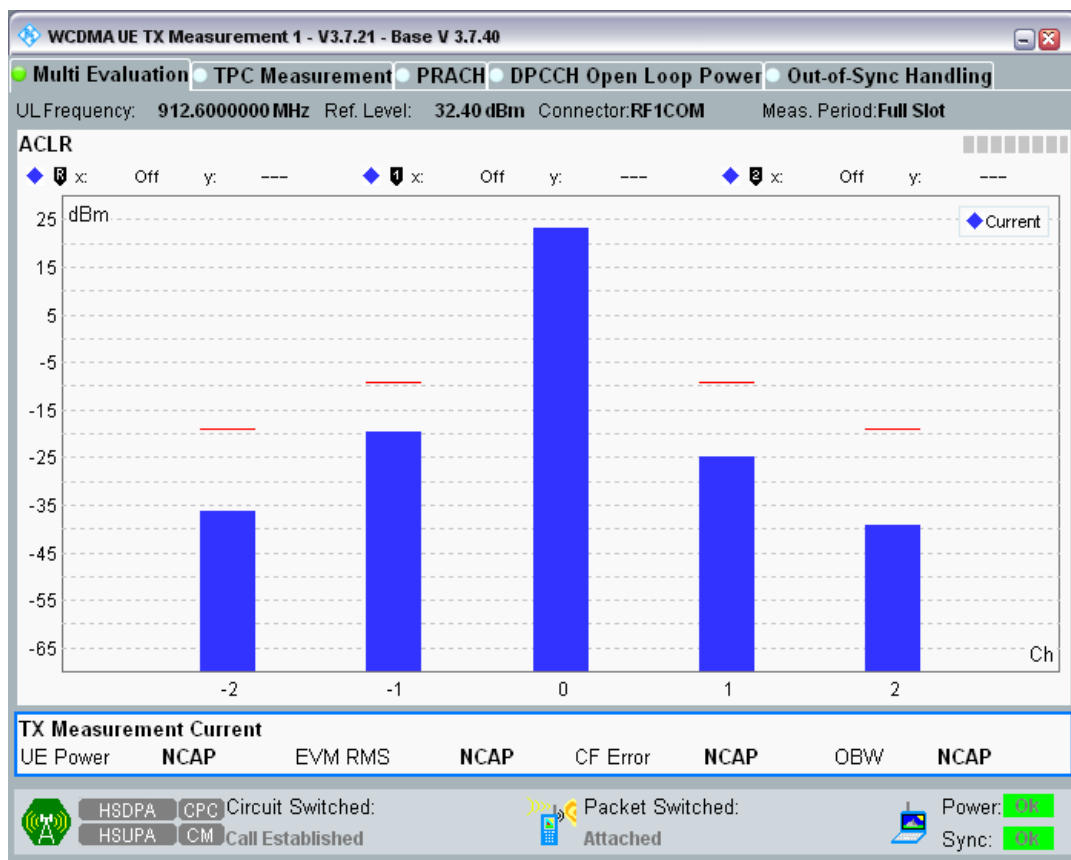 WCDMA UE TX Measurement 1 - V3.7.21 - Base V 3.7.40
Multi Evaluation TPC Measurement PRACH DPCCH Open Loop Power Out-of-Sync Handling
UL Frequency: 912.6000000 MHz Ref. Level: 32.40 dBm Connector: RF1COM Meas. Period: Full Slot
ACLR
R x: Off y: --- 1 x: Off y: --- 2 x: Off y: ---
dBm
Current
25
15
5
-5
-15
-25
-35
-45
-55
-65
Ch
-2 -1 0 1 2
TX Measurement Current
UE Power NCAP EVM RMS NCAP CF Error NCAP OBW NCAP
HSDPA CPC Circuit Switched: Packet Switched: Power: OK
HSUPA CM Call Established Attached Sync: OK